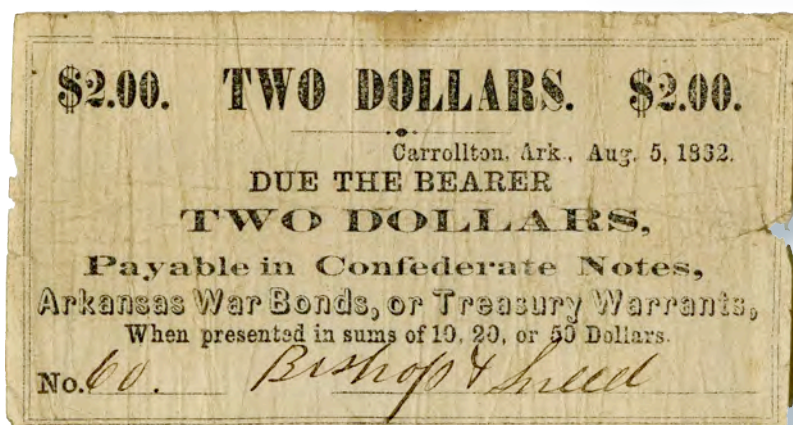 $2.00. TWO DOLLARS. $2.00.
Carrollton, Ark., Aug. 5, 1862.
DUE THE BEARER
TWO DOLLARS,
Payable in Confederate Notes,
Arkansas War Bonds, or Treasury Warrants,
When presented in sums of 10, 20, or 50 Dollars.
No. 60. Bishop & Sneed